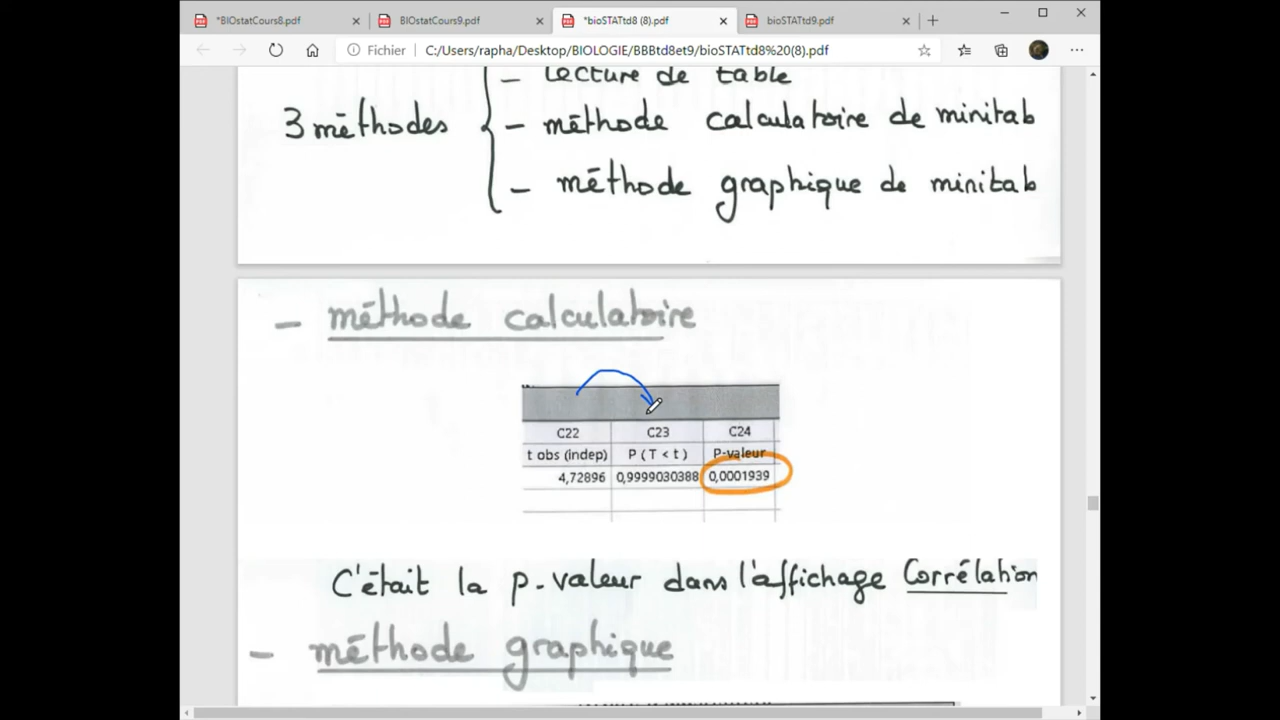 *BIOstatCours8.pdf
BIOstatCours9.pdf
*bioSTATtd8 (8).pdf
bioSTATtd9.pdf
Fichier
C:/Users/rapha/Desktop/BIOLOGIE/BBBtd8et9/bioSTATtd8%20(8).pdf
- lecture de table
3 méthodes
- méthode calculatoire de minitab
- méthode graphique de minitab
- méthode calculatoire
C22 C23 C24
t obs (indep) P ( T < t ) P-valeur
4,72896 0,9999030388 0,0001939
C'était la p-valeur dans l'affichage Corrélation
- méthode graphique